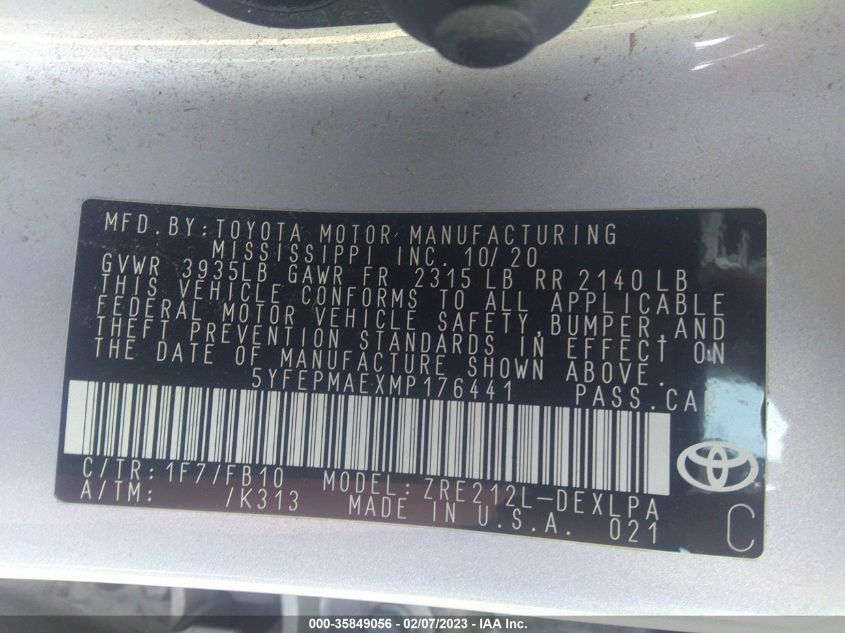 MFD.BY:TOYOTA MOTOR MANUFACTURING
MISSISSIPPI INC. 10/20
GVWR 3935LB GAWR FR 2315 LB RR 2140 LB
THIS VEHICLE CONFORMS TO ALL APPLICABLE
FEDERAL MOTOR VEHICLE SAFETY,BUMPER,AND
THEFT PREVENTION STANDARDS IN EFFECT ON
THE DATE OF MANUFACTURE SHOWN ABOVE.
5YFEPMAEXMP176441 PASS.CAR
C/TR:1F7/FB10 MODEL:ZRE212L-DEXLPA
A/TM: /K313 MADE IN U.S.A. 021
C
000-35849056 - 02/07/2023 - IAA Inc.